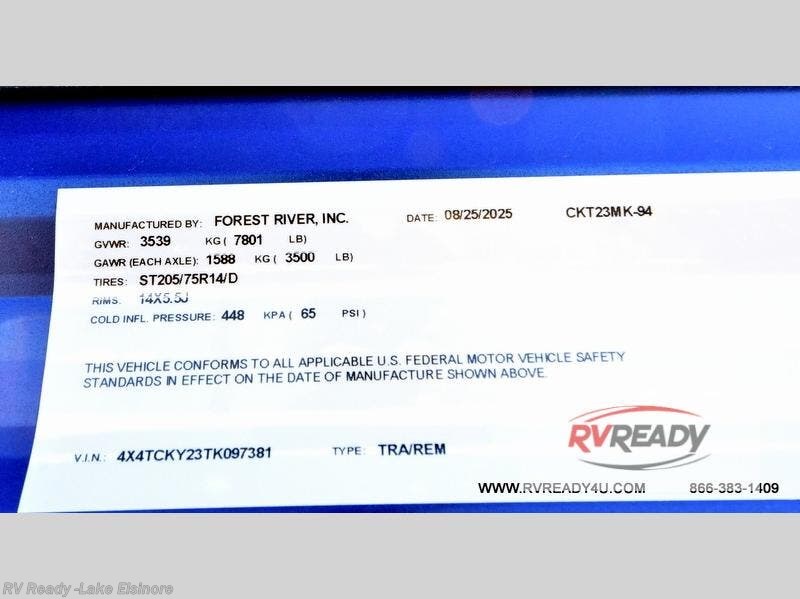 MANUFACTURED BY: FOREST RIVER, INC. DATE: 08/25/2025 CKT23MK-94
GVWR: 3539 KG ( 7801 LB)
GAWR (EACH AXLE): 1588 KG ( 3500 LB)
TIRES: ST205/75R14/D
RIMS: 14X5.5J
COLD INFL. PRESSURE: 448 KPA ( 65 PSI )
THIS VEHICLE CONFORMS TO ALL APPLICABLE U.S. FEDERAL MOTOR VEHICLE SAFETY
STANDARDS IN EFFECT ON THE DATE OF MANUFACTURE SHOWN ABOVE.
V.I.N.: 4X4TCKY23TK097381 TYPE: TRA/REM
RVREADY
WWW.RVREADY4U.COM 866-383-1409
RV Ready -Lake Elsinore